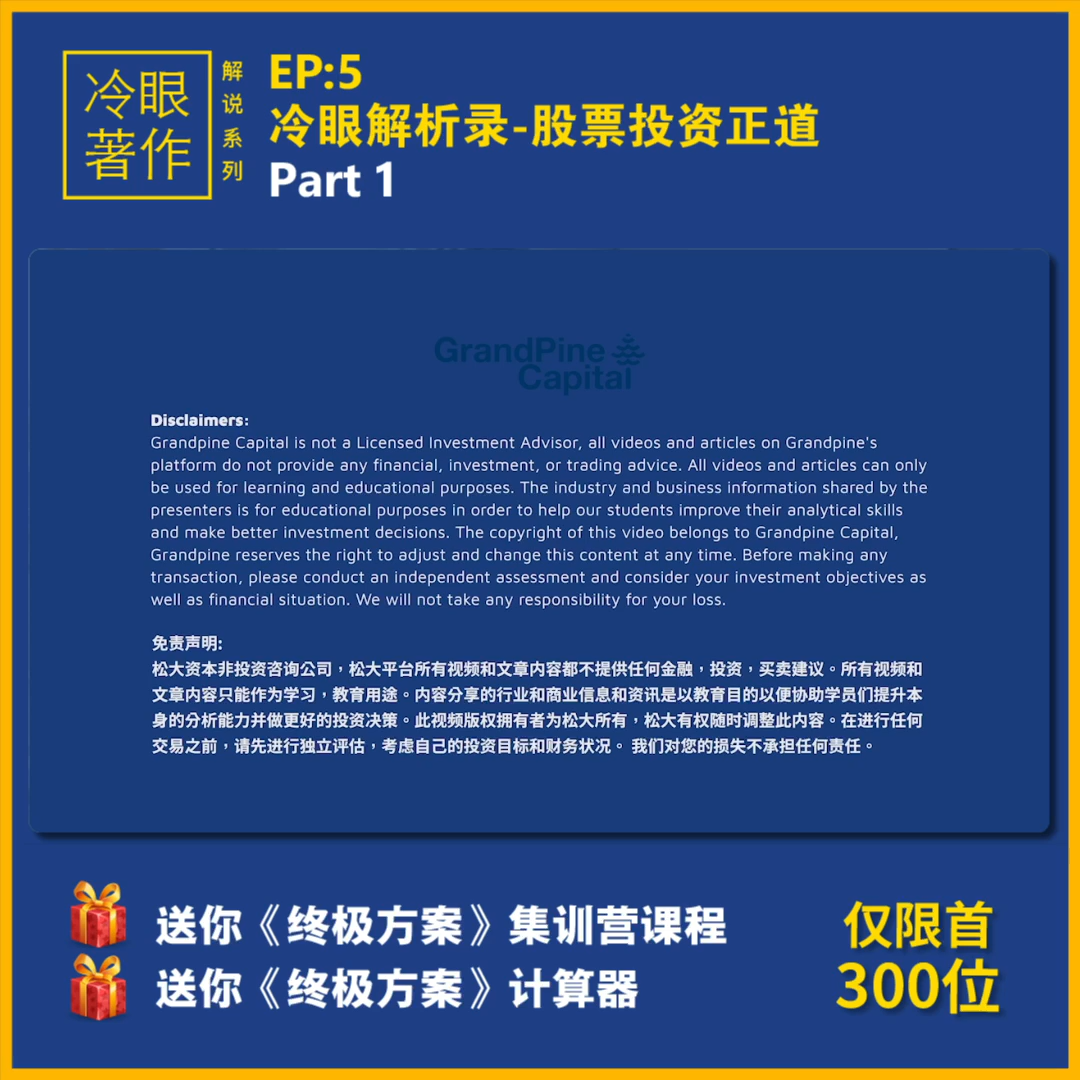 冷眼
著作
解说系列
EP:5
冷眼解析录-股票投资正道
Part 1
GrandPine
Capital
Disclaimers:
Grandpine Capital is not a Licensed Investment Advisor, all videos and articles on Grandpine's
platform do not provide any financial, investment, or trading advice. All videos and articles can only
be used for learning and educational purposes. The industry and business information shared by the
presenters is for educational purposes in order to help our students improve their analytical skills
and make better investment decisions. The copyright of this video belongs to Grandpine Capital,
Grandpine reserves the right to adjust and change this content at any time. Before making any
transaction, please conduct an independent assessment and consider your investment objectives as
well as financial situation. We will not take any responsibility for your loss.
免责声明:
松大资本非投资咨询公司，松大平台所有视频和文章内容都不提供任何金融，投资，买卖建议。所有视频和
文章内容只能作为学习，教育用途。内容分享的行业和商业信息和资讯是以教育目的以便协助学员们提升本
身的分析能力并做更好的投资决策。此视频版权拥有者为松大所有，松大有权随时调整此内容。在进行任何
交易之前，请先进行独立评估，考虑自己的投资目标和财务状况。 我们对您的损失不承担任何责任。
送你《终极方案》集训营课程
送你《终极方案》计算器
仅限首
300位